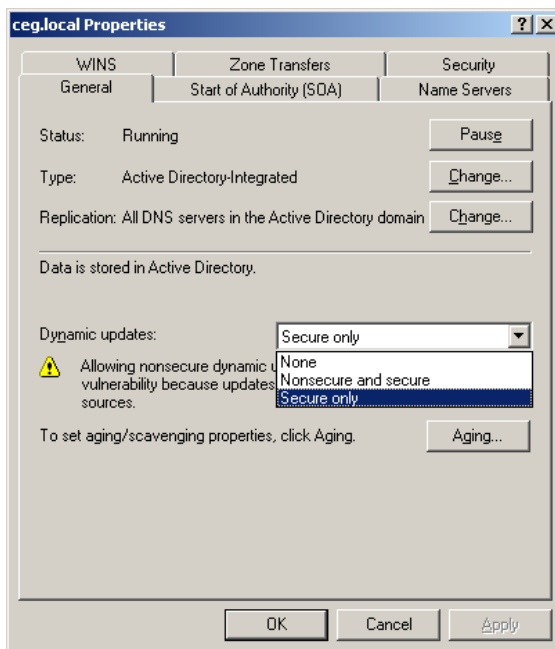 ceg.local Properties
WINS Zone Transfers Security
General Start of Authority (SOA) Name Servers
Status: Running Pause
Type: Active Directory-Integrated Change...
Replication: All DNS servers in the Active Directory domain Change...
Data is stored in Active Directory.
Dynamic updates: Secure only
None
Nonsecure and secure
Secure only
Allowing nonsecure dynamic
vulnerability because updates
sources.
To set aging/scavenging properties, click Aging. Aging...
OK Cancel Apply